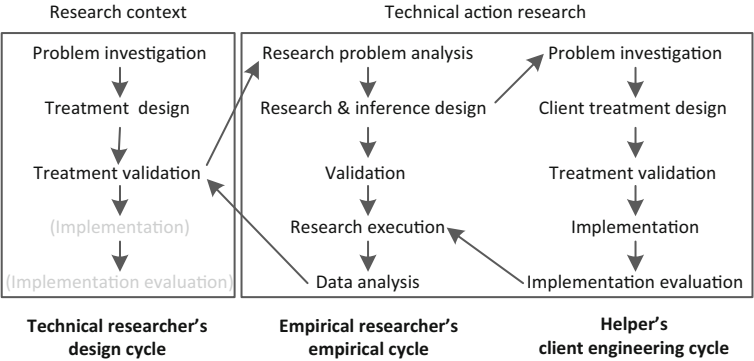 Research context
Technical action research
Problem investigation
Treatment design
Treatment validation
(Implementation)
(Implementation evaluation)
Research problem analysis
Research & inference design
Validation
Research execution
Data analysis
Problem investigation
Client treatment design
Treatment validation
Implementation
Implementation evaluation
Technical researcher's
design cycle
Empirical researcher's
empirical cycle
Helper's
client engineering cycle